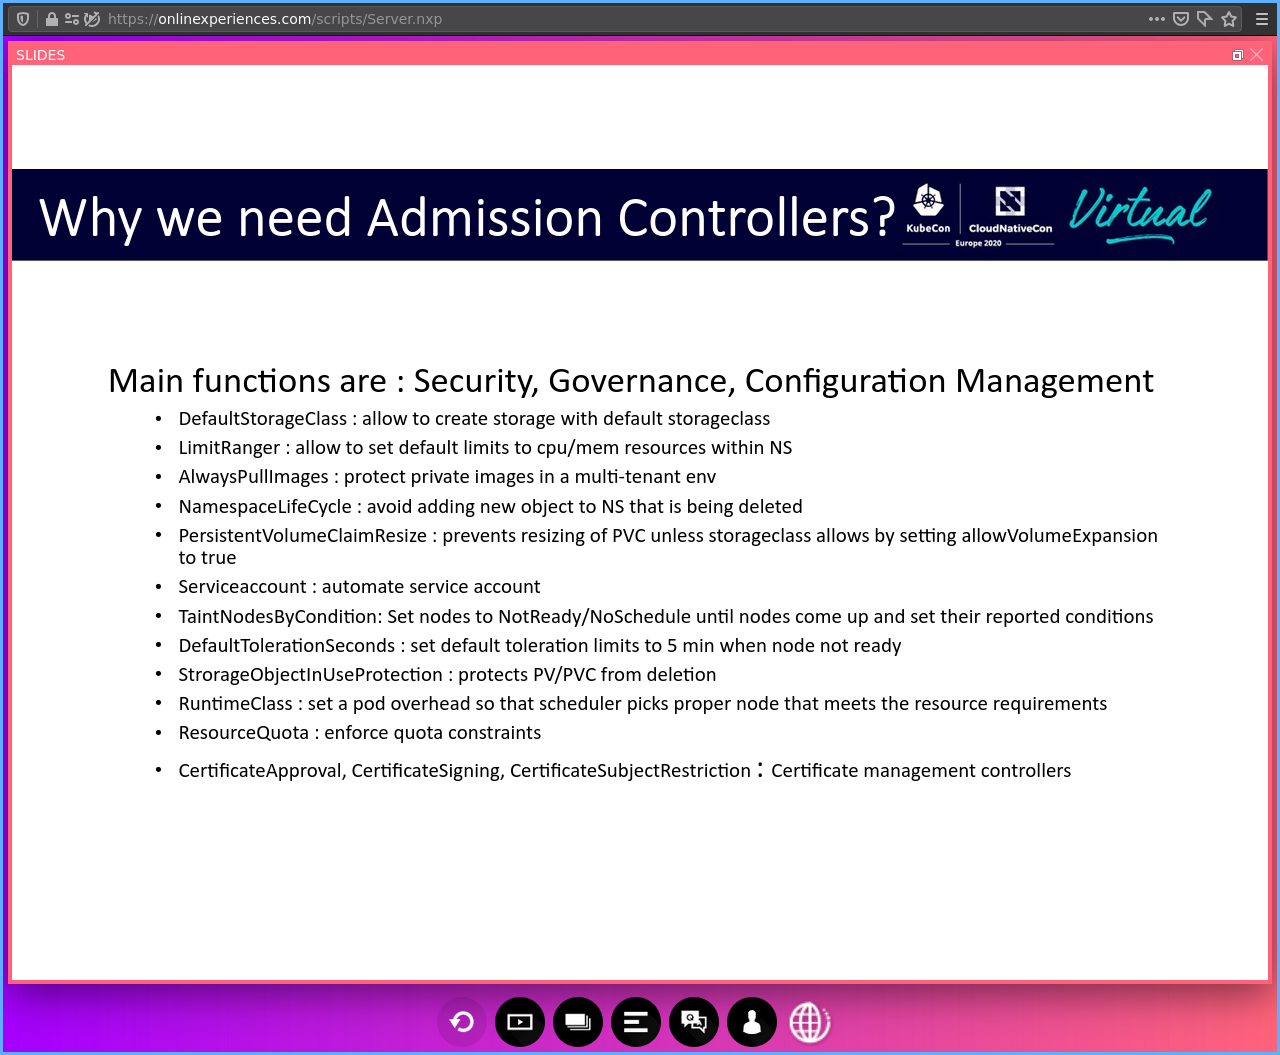 https://onlinexperiences.com/scripts/Server.nxp
SLIDES
Why we need Admission Controllers?
KubeCon
CloudNativeCon
Europe 2020
Virtual
Main functions are : Security, Governance, Configuration Management
• DefaultStorageClass : allow to create storage with default storageclass
• LimitRanger : allow to set default limits to cpu/mem resources within NS
• AlwaysPullImages : protect private images in a multi-tenant env
• NamespaceLifeCycle : avoid adding new object to NS that is being deleted
• PersistentVolumeClaimResize : prevents resizing of PVC unless storageclass allows by setting allowVolumeExpansion
to true
• Serviceaccount : automate service account
• TaintNodesByCondition: Set nodes to NotReady/NoSchedule until nodes come up and set their reported conditions
• DefaultTolerationSeconds : set default toleration limits to 5 min when node not ready
• StrorageObjectInUseProtection : protects PV/PVC from deletion
• RuntimeClass : set a pod overhead so that scheduler picks proper node that meets the resource requirements
• ResourceQuota : enforce quota constraints
• CertificateApproval, CertificateSigning, CertificateSubjectRestriction : Certificate management controllers